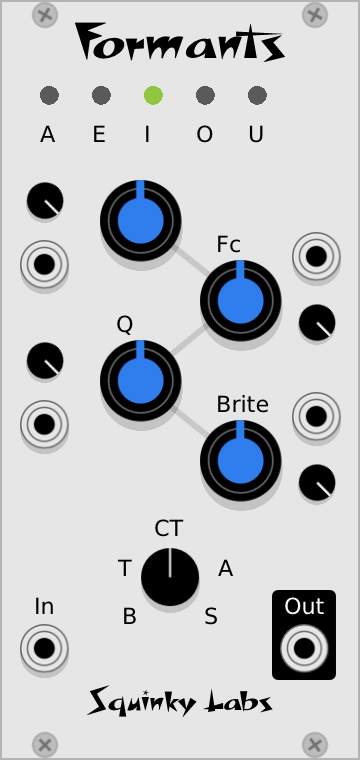 Formants
A E I O U
Fc
Q
Brite
CT
T A
B S
In
Out
Squinky Labs